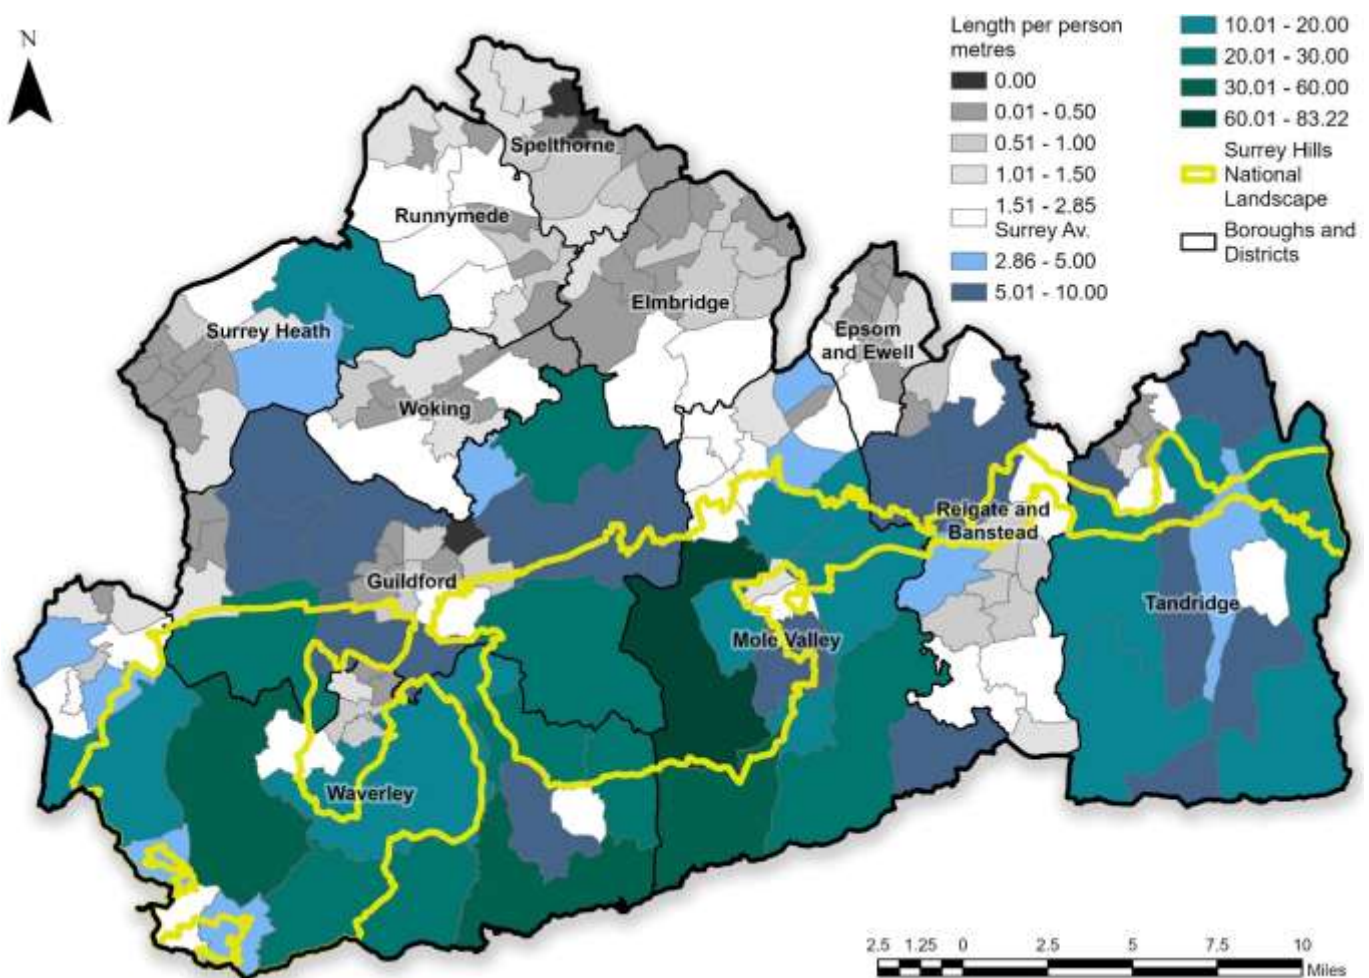 N
Length per person
metres
0.00
0.01 - 0.50
0.51 - 1.00
1.01 - 1.50
1.51 - 2.85
Surrey Av.
2.86 - 5.00
5.01 - 10.00
10.01 - 20.00
20.01 - 30.00
30.01 - 60.00
60.01 - 83.22
Surrey Hills
National
Landscape
Boroughs and
Districts
Spelthorne
Runnymede
Elmbridge
Surrey Heath
Epsom
and Ewell
Woking
Reigate and
Banstead
Guildford
Tandridge
Mole Valley
Waverley
2.5 1.25 0 2.5 5 7.5 10
Miles